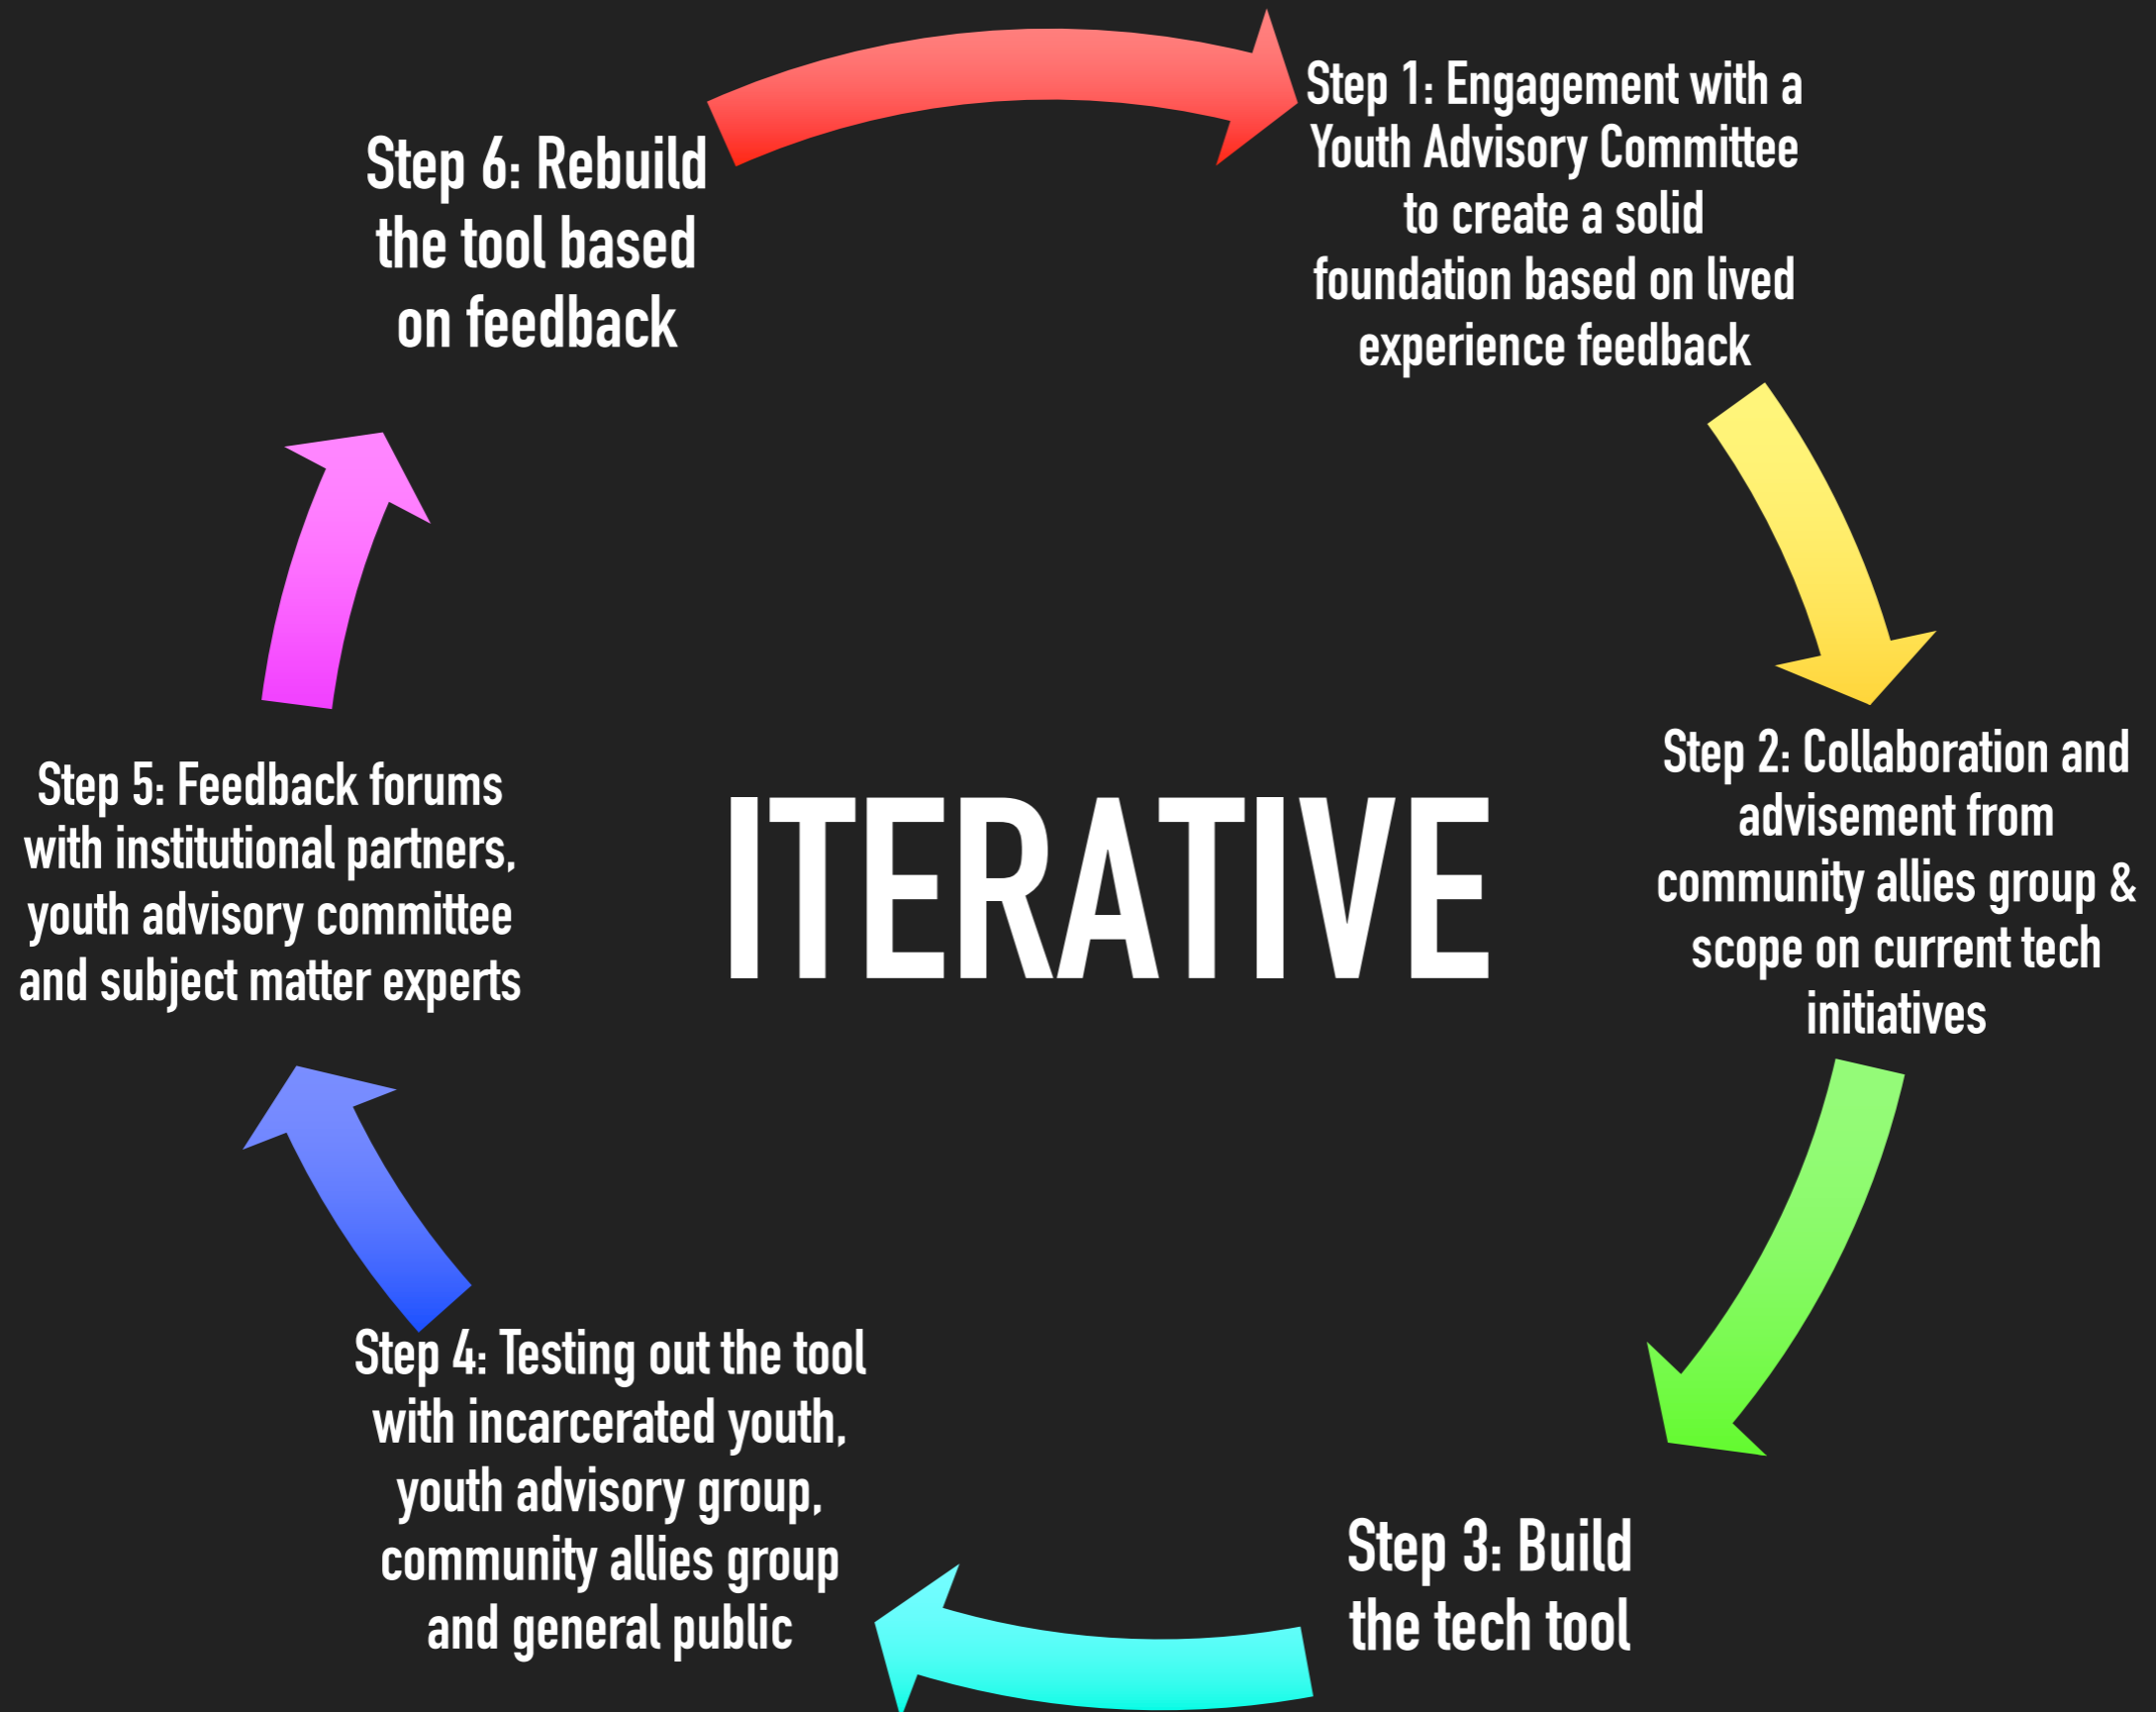 Step 1: Engagement with a
Youth Advisory Committee
to create a solid
foundation based on lived
experience feedback
Step 2: Collaboration and
advisement from
community allies group &
scope on current tech
initiatives
Step 3: Build
the tech tool
Step 4: Testing out the tool
with incarcerated youth,
youth advisory group,
community allies group
and general public
Step 5: Feedback forums
with institutional partners,
youth advisory committee
and subject matter experts
Step 6: Rebuild
the tool based
on feedback
ITERATIVE